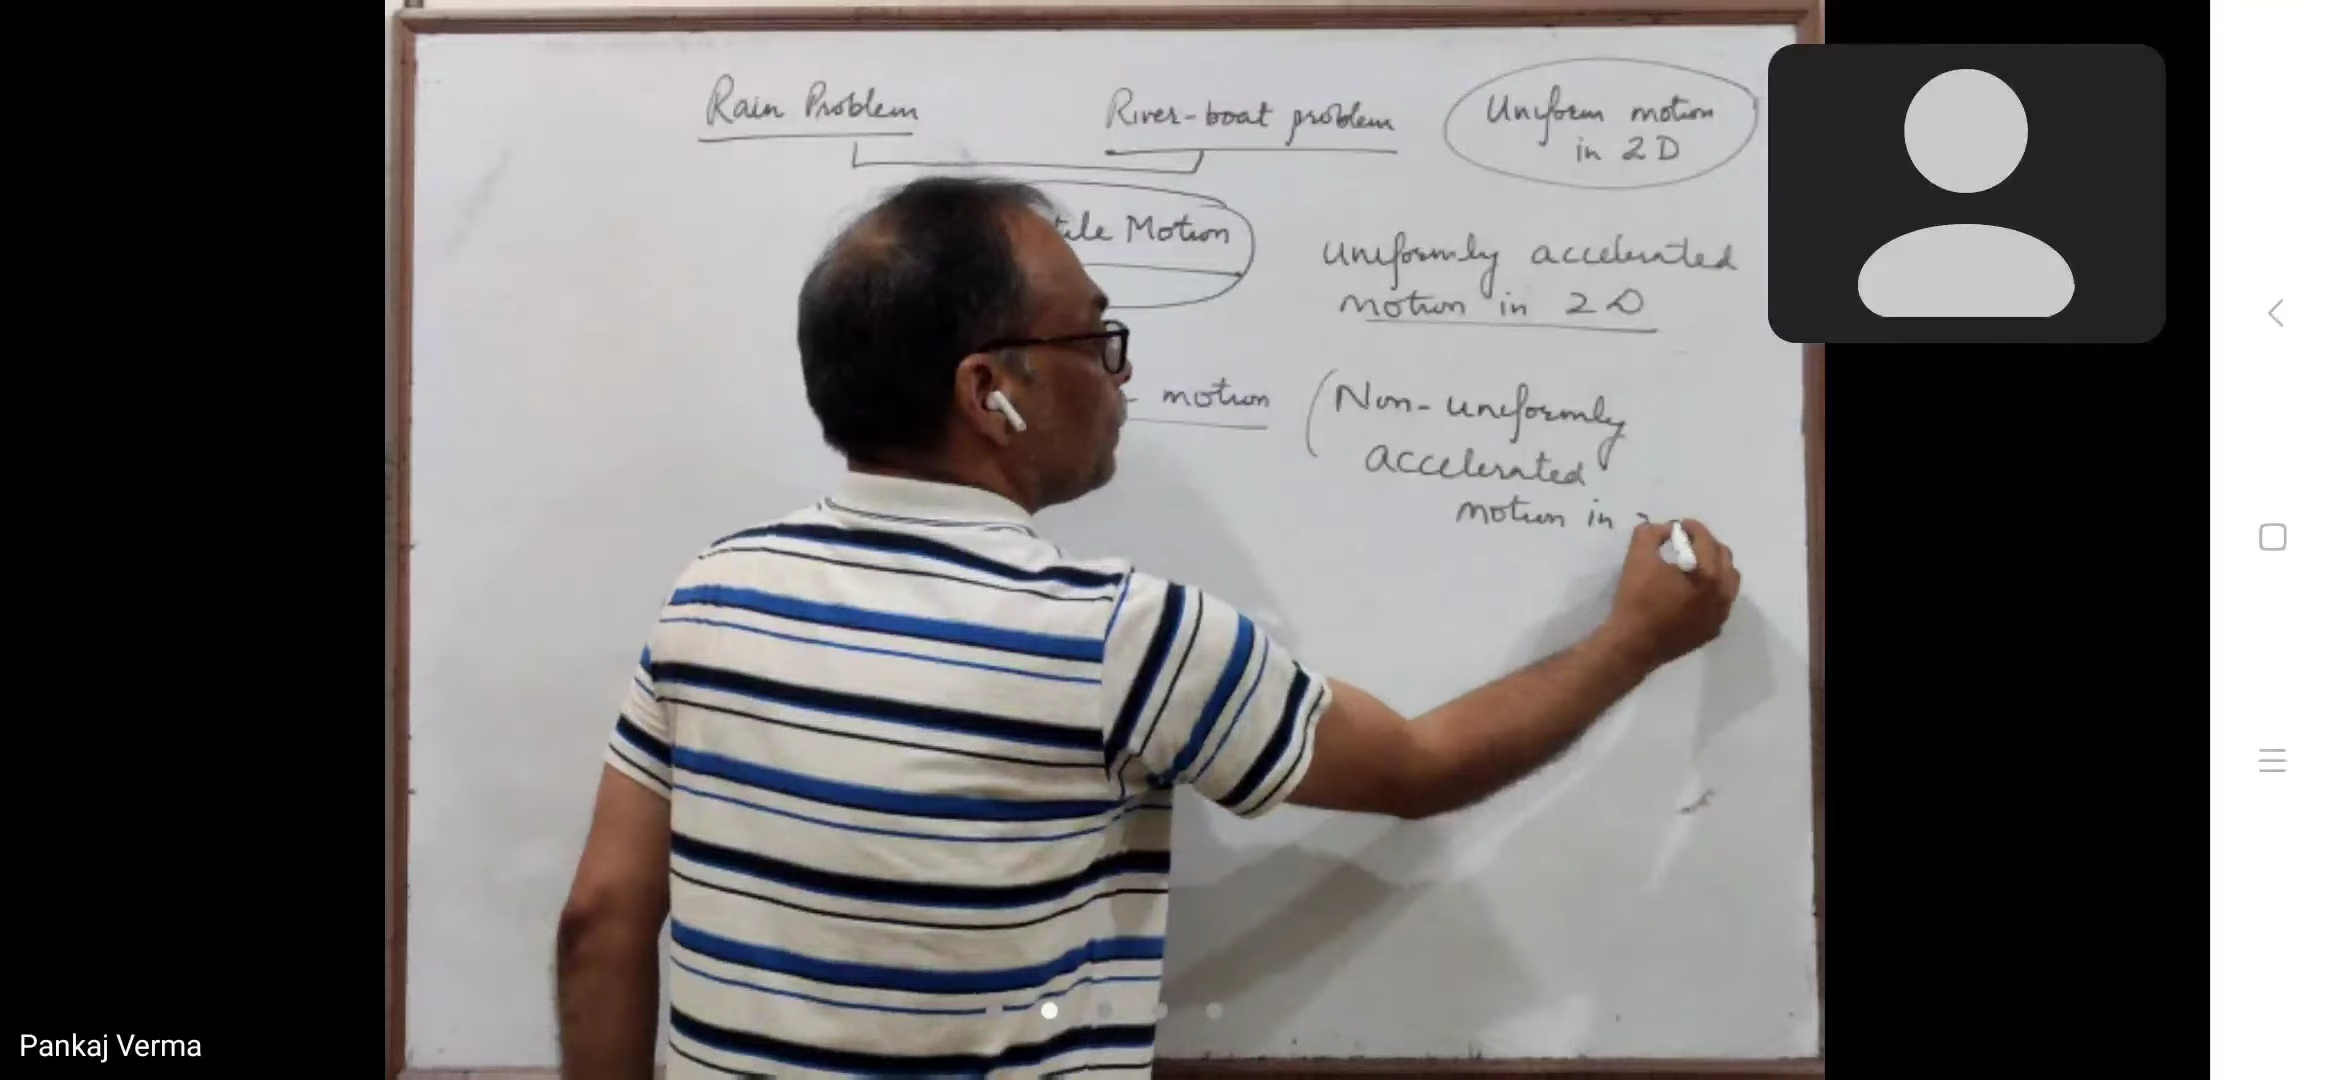 Rain Problem
River-boat problem
Uniform motion
in 2D
Motion
Uniformly accelerated
motion in 2D
motion
(Non-uniformly
accelerated
motion in
Pankaj Verma